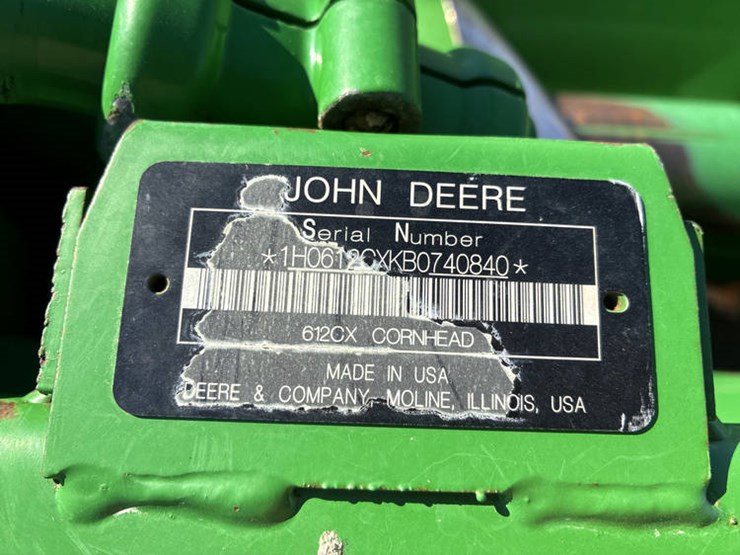 JOHN DEERE
Serial Number
*1H0612CXKB0740840*
612CX CORNHEAD
MADE IN USA
DEERE & COMPANY, MOLINE, ILLINOIS, USA